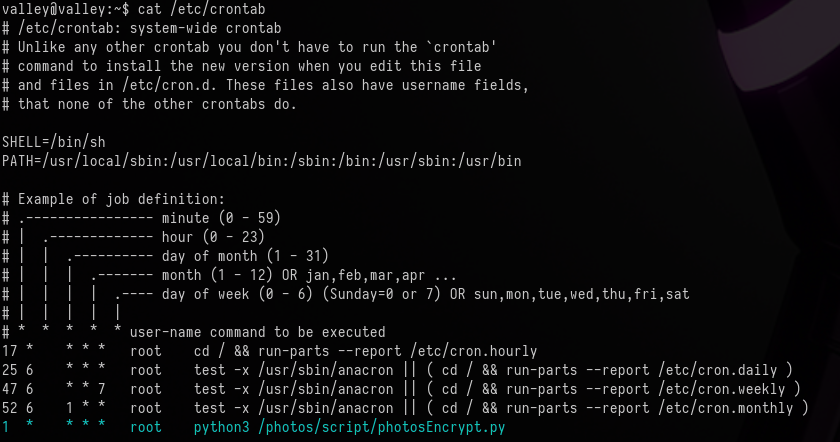 valley@valley:~$ cat /etc/crontab
# /etc/crontab: system-wide crontab
# Unlike any other crontab you don't have to run the `crontab'
# command to install the new version when you edit this file
# and files in /etc/cron.d. These files also have username fields,
# that none of the other crontabs do.

SHELL=/bin/sh
PATH=/usr/local/sbin:/usr/local/bin:/sbin:/bin:/usr/sbin:/usr/bin

# Example of job definition:
# .---------------- minute (0 - 59)
# |  .------------- hour (0 - 23)
# |  |  .---------- day of month (1 - 31)
# |  |  |  .------- month (1 - 12) OR jan,feb,mar,apr ...
# |  |  |  |  .---- day of week (0 - 6) (Sunday=0 or 7) OR sun,mon,tue,wed,thu,fri,sat
# |  |  |  |  |
# *  *  *  *  * user-name command to be executed
17 *    * * *   root    cd / && run-parts --report /etc/cron.hourly
25 6    * * *   root    test -x /usr/sbin/anacron || ( cd / && run-parts --report /etc/cron.daily )
47 6    * * 7   root    test -x /usr/sbin/anacron || ( cd / && run-parts --report /etc/cron.weekly )
52 6    1 * *   root    test -x /usr/sbin/anacron || ( cd / && run-parts --report /etc/cron.monthly )
1  *    * * *   root    python3 /photos/script/photosEncrypt.py